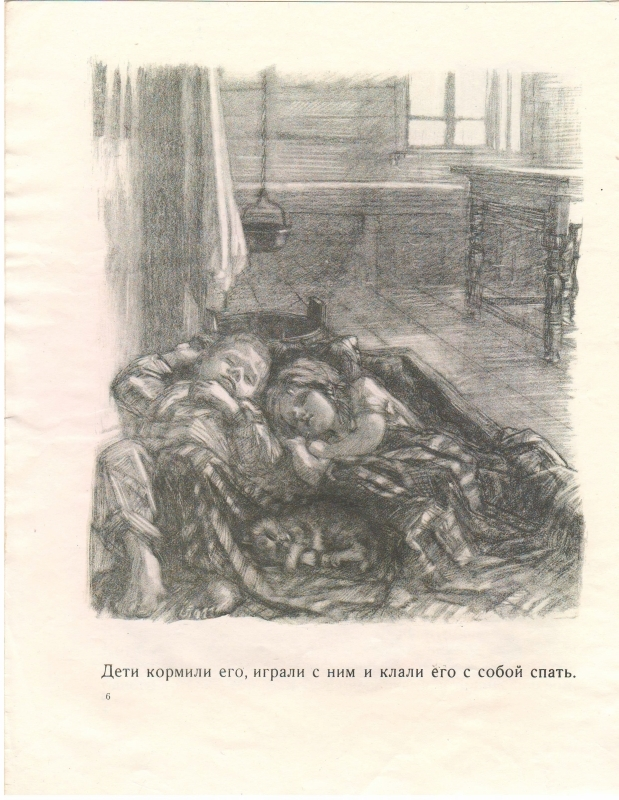 Дети кормили его, играли с ним и клали его с собой спать.
6